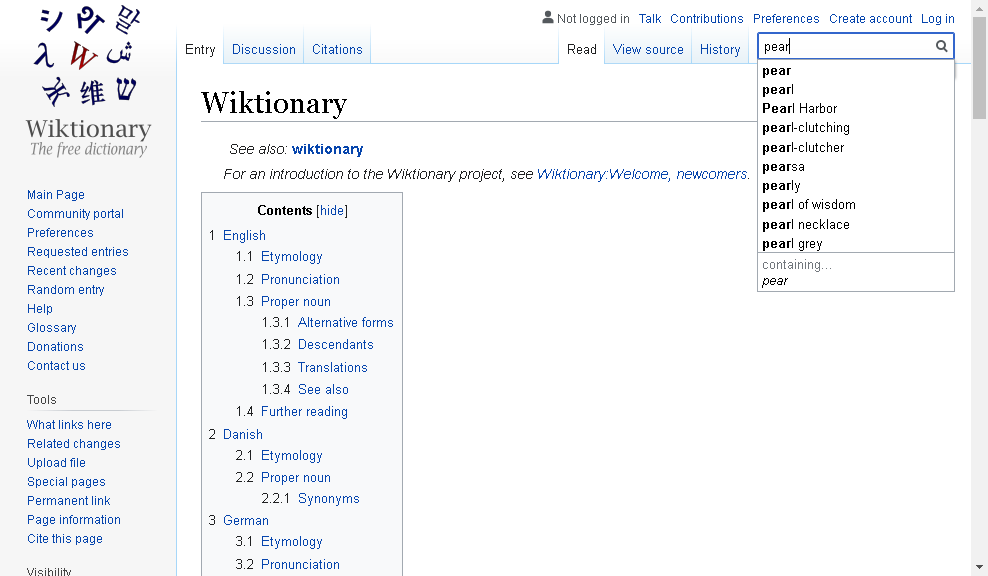 Wiktionary
The free dictionary
Not logged in Talk Contributions Preferences Create account Log in
Entry Discussion Citations Read View source History
pear
pear
pearl
Pearl Harbor
pearl-clutching
pearl-clutcher
pearsa
pearly
pearl of wisdom
pearl necklace
pearl grey
containing...
pear
Wiktionary
See also: wiktionary
For an introduction to the Wiktionary project, see Wiktionary:Welcome, newcomers.
Contents [hide]
1 English
1.1 Etymology
1.2 Pronunciation
1.3 Proper noun
1.3.1 Alternative forms
1.3.2 Descendants
1.3.3 Translations
1.3.4 See also
1.4 Further reading
2 Danish
2.1 Etymology
2.2 Proper noun
2.2.1 Synonyms
3 German
3.1 Etymology
3.2 Pronunciation
Main Page
Community portal
Preferences
Requested entries
Recent changes
Random entry
Help
Glossary
Donations
Contact us
Tools
What links here
Related changes
Upload file
Special pages
Permanent link
Page information
Cite this page
Visibility